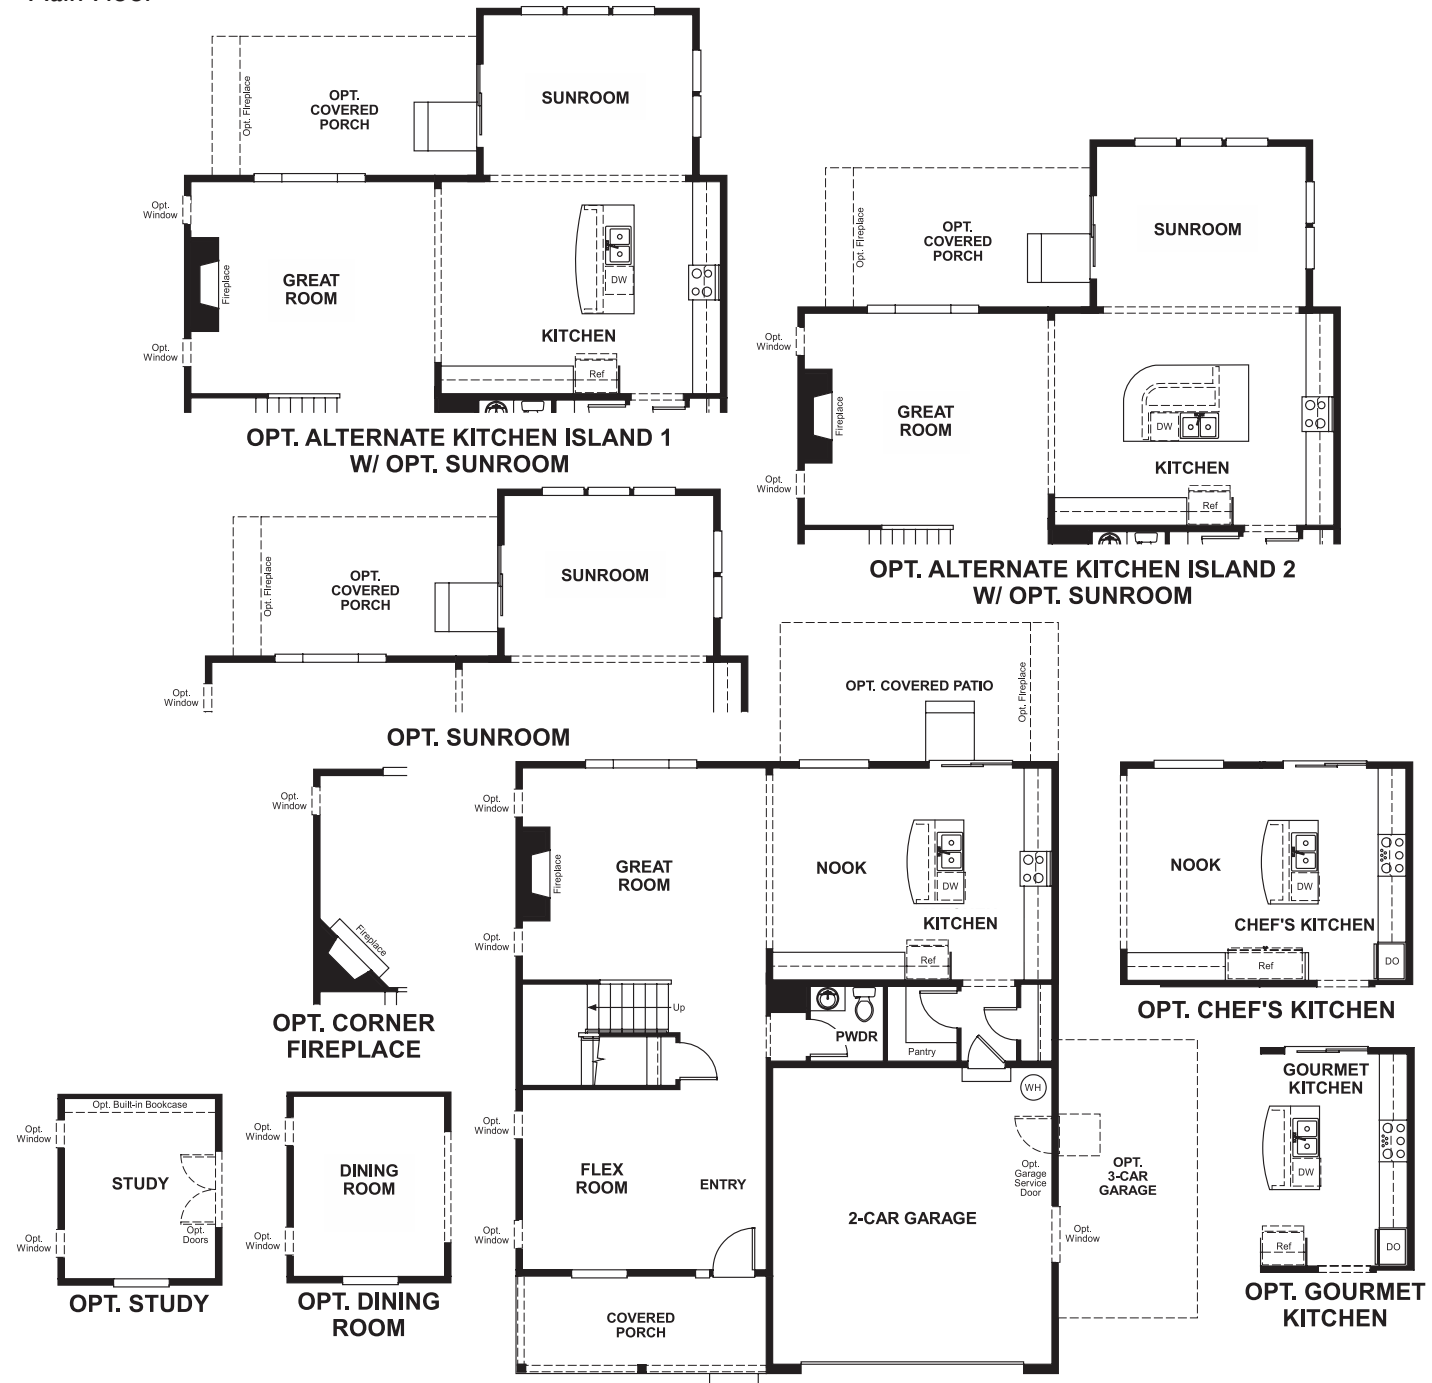 Main Floor
SUNROOM
OPT.
COVERED
PORCH
Opt. Fireplace
Opt.
Window
Fireplace
GREAT
ROOM
DW
KITCHEN
Opt.
Window
Ref
OPT. ALTERNATE KITCHEN ISLAND 1
W/ OPT. SUNROOM
SUNROOM
OPT.
COVERED
PORCH
Opt. Fireplace
Opt.
Window
Fireplace
GREAT
ROOM
DW
KITCHEN
Opt.
Window
Ref
OPT. ALTERNATE KITCHEN ISLAND 2
W/ OPT. SUNROOM
SUNROOM
OPT.
COVERED
PORCH
Opt. Fireplace
Opt.
Window
OPT. SUNROOM
OPT. COVERED PATIO
Opt. Fireplace
Opt.
Window
Fireplace
OPT. CORNER
FIREPLACE
Opt.
Window
Fireplace
GREAT
ROOM
NOOK
DW
KITCHEN
Opt.
Window
Ref
Up
PWDR
Pantry
WH
Opt.
Window
FLEX
ROOM
ENTRY
Opt.
Garage
Service
Door
OPT.
3-CAR
GARAGE
2-CAR GARAGE
Opt.
Window
Opt.
Window
COVERED
PORCH
NOOK
DW
CHEF'S KITCHEN
Ref
DO
OPT. CHEF'S KITCHEN
GOURMET
KITCHEN
DW
Ref
DO
OPT. GOURMET
KITCHEN
Opt. Built-in Bookcase
Opt.
Window
STUDY
Opt.
Doors
Opt.
Window
OPT. STUDY
Opt.
Window
DINING
ROOM
Opt.
Window
OPT. DINING
ROOM